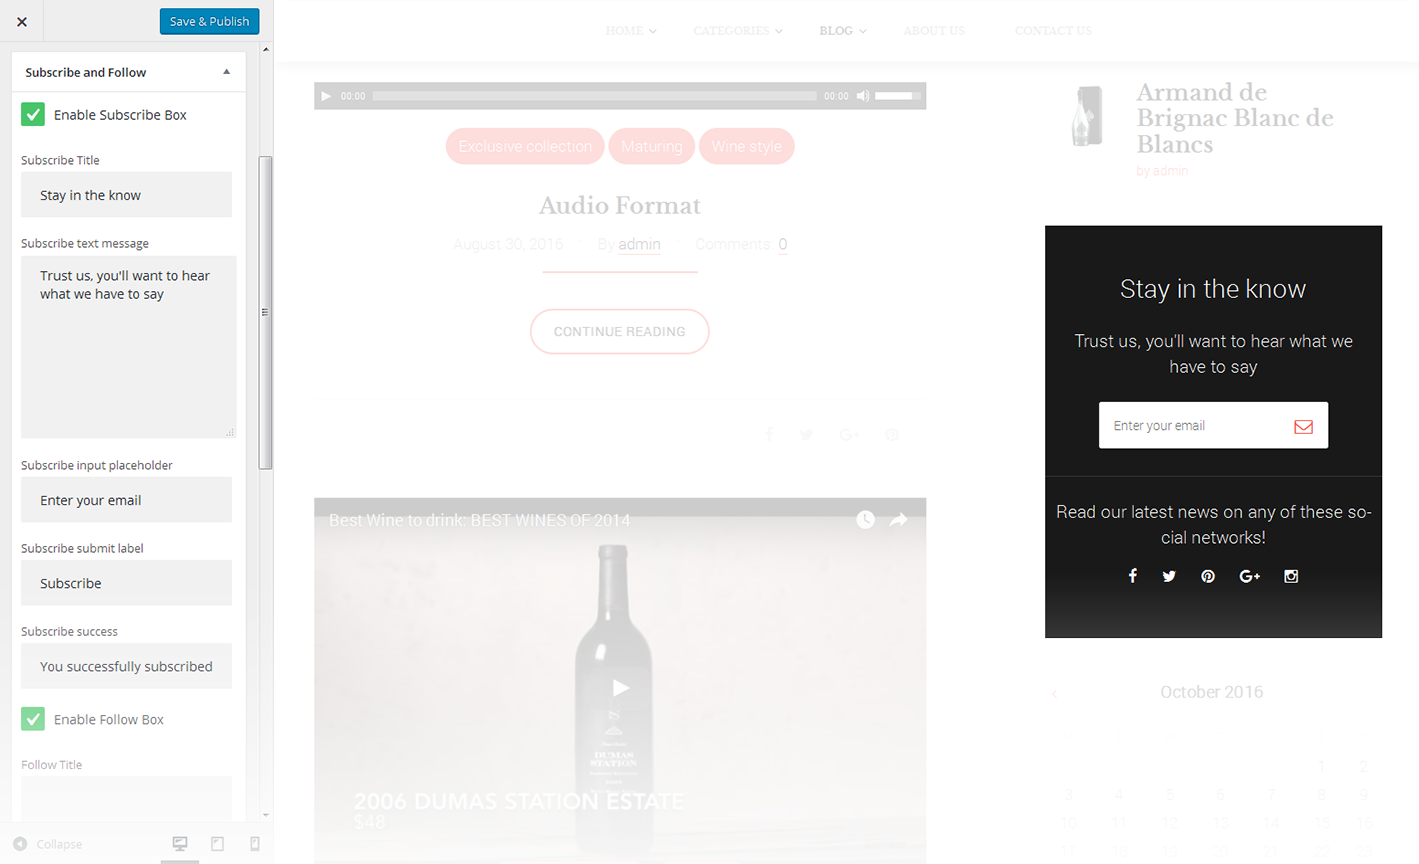 Save & Publish
Subscribe and Follow
Enable Subscribe Box
Subscribe Title
Stay in the know
Subscribe text message
Trust us, you'll want to hear
what we have to say
Subscribe input placeholder
Enter your email
Subscribe submit label
Subscribe
Subscribe success
You successfully subscribed
Enable Follow Box
Follow Title
Collapse
HOME CATEGORIES BLOG ABOUT US CONTACT US
00:00 00:00
Exclusive collection Maturing Wine style
Audio Format
August 30, 2016 By admin Comments: 0
CONTINUE READING
Best Wine to drink: BEST WINES OF 2014
DUMAS
STATION
2006 DUMAS STATION ESTATE
$48
Armand de
Brignac Blanc de
Blancs
by admin
Stay in the know
Trust us, you'll want to hear what we
have to say
Enter your email
Read our latest news on any of these so-
cial networks!
October 2016
1 2
3 4 5 6 7 8 9
10 11 12 13 14 15 16
17 18 19 20 21 22 23